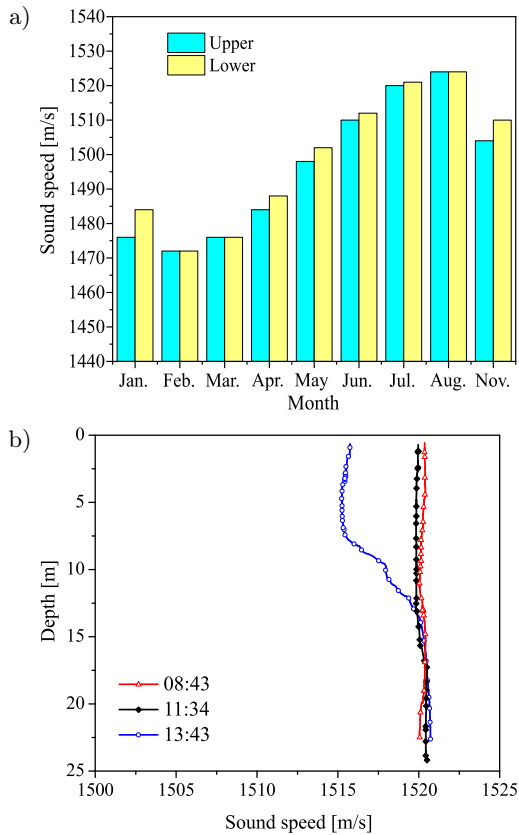 a)
1540
1530
1520
1510
1500
1490
1480
1470
1460
1450
1440
Sound speed [m/s]
Upper
Lower
Jan. Feb. Mar. Apr. May Jun. Jul. Aug. Nov.
Month
b)
0
5
10
15
20
25
Depth [m]
08:43
11:34
13:43
1500 1505 1510 1515 1520 1525
Sound speed [m/s]